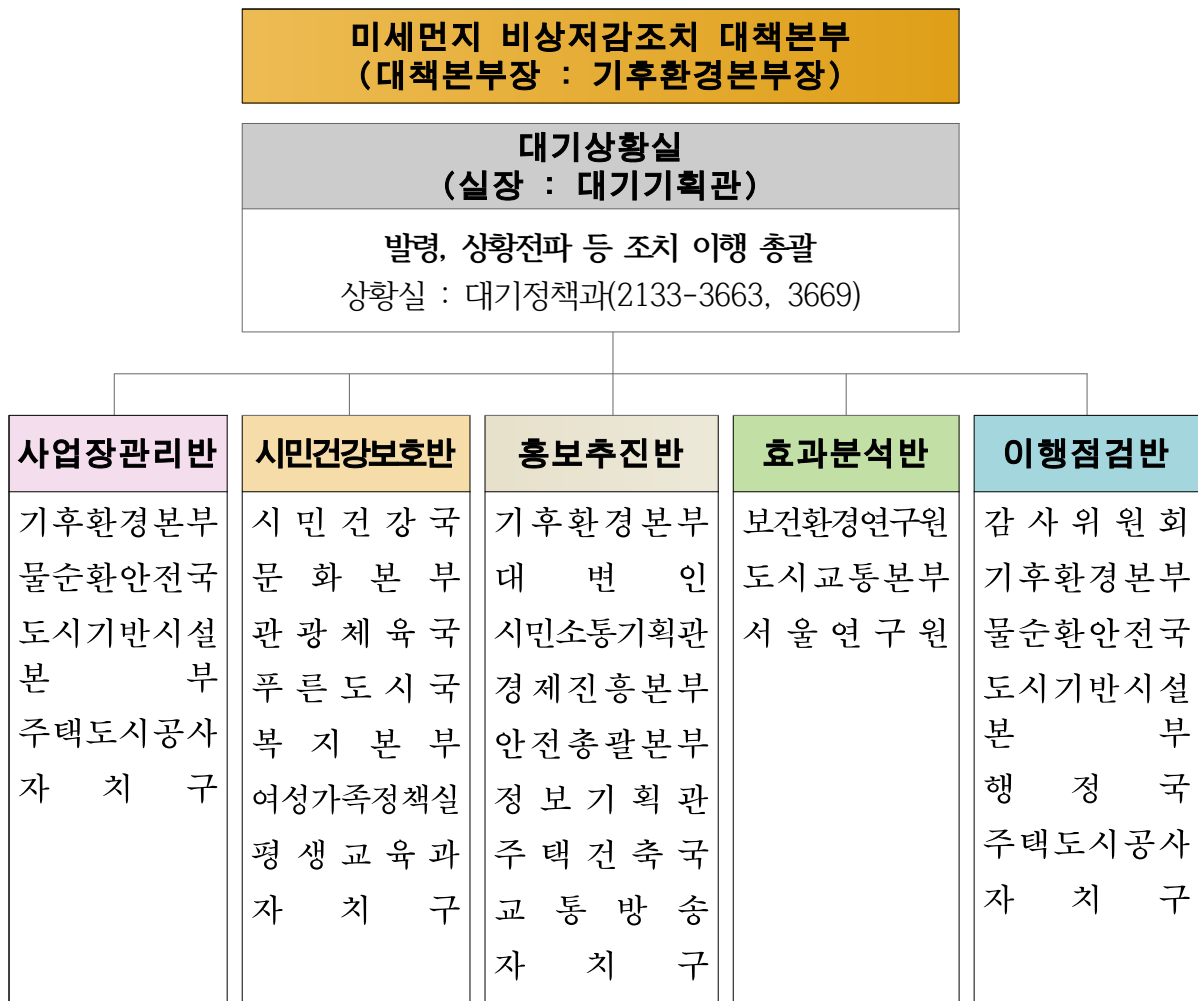 미세먼지 비상저감조치 대책본부
(대책본부장 : 기후환경본부장)
대기상황실
(실장 : 대기기획관)
발령, 상황전파 등 조치 이행 총괄
상황실 : 대기정책과(2133-3663, 3669)
사업장관리반
기후환경본부
물순환안전국
도시기반시설
본 부
주택도시공사
자 치 구
시민건강보호반
시 민 건 강 국
문 화 본 부
관 광 체 육 국
푸 른 도 시 국
복 지 본 부
여성가족정책실
평 생 교 육 과
자 치 구
홍보추진반
기후환경본부
대 변 인
시민소통기획관
경제진흥본부
안전총괄본부
정 보 기 획 관
주 택 건 축 국
교 통 방 송
자 치 구
효과분석반
보건환경연구원
도시교통본부
서 울 연 구 원
이행점검반
감 사 위 원 회
기후환경본부
물순환안전국
도시기반시설
본 부
행 정 국
주택도시공사
자 치 구